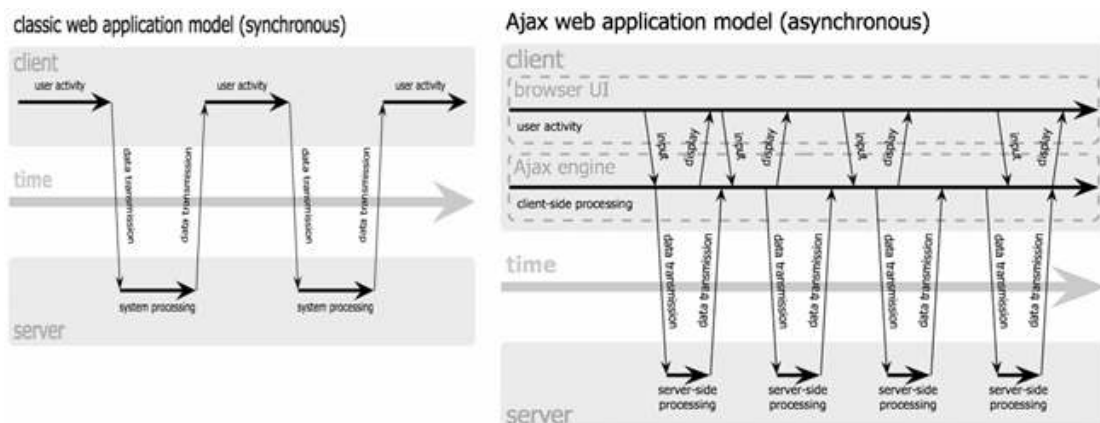 classic web application model (synchronous)
client
user activity
user activity
user activity
data transmission
data transmission
data transmission
data transmission
time
system processing
system processing
server
Ajax web application model (asynchronous)
client
browser UI
user activity
input
display
input
display
input
display
input
display
Ajax engine
client-side processing
data transmission
data transmission
data transmission
data transmission
data transmission
data transmission
data transmission
data transmission
time
server-side
processing
server-side
processing
server-side
processing
server-side
processing
server